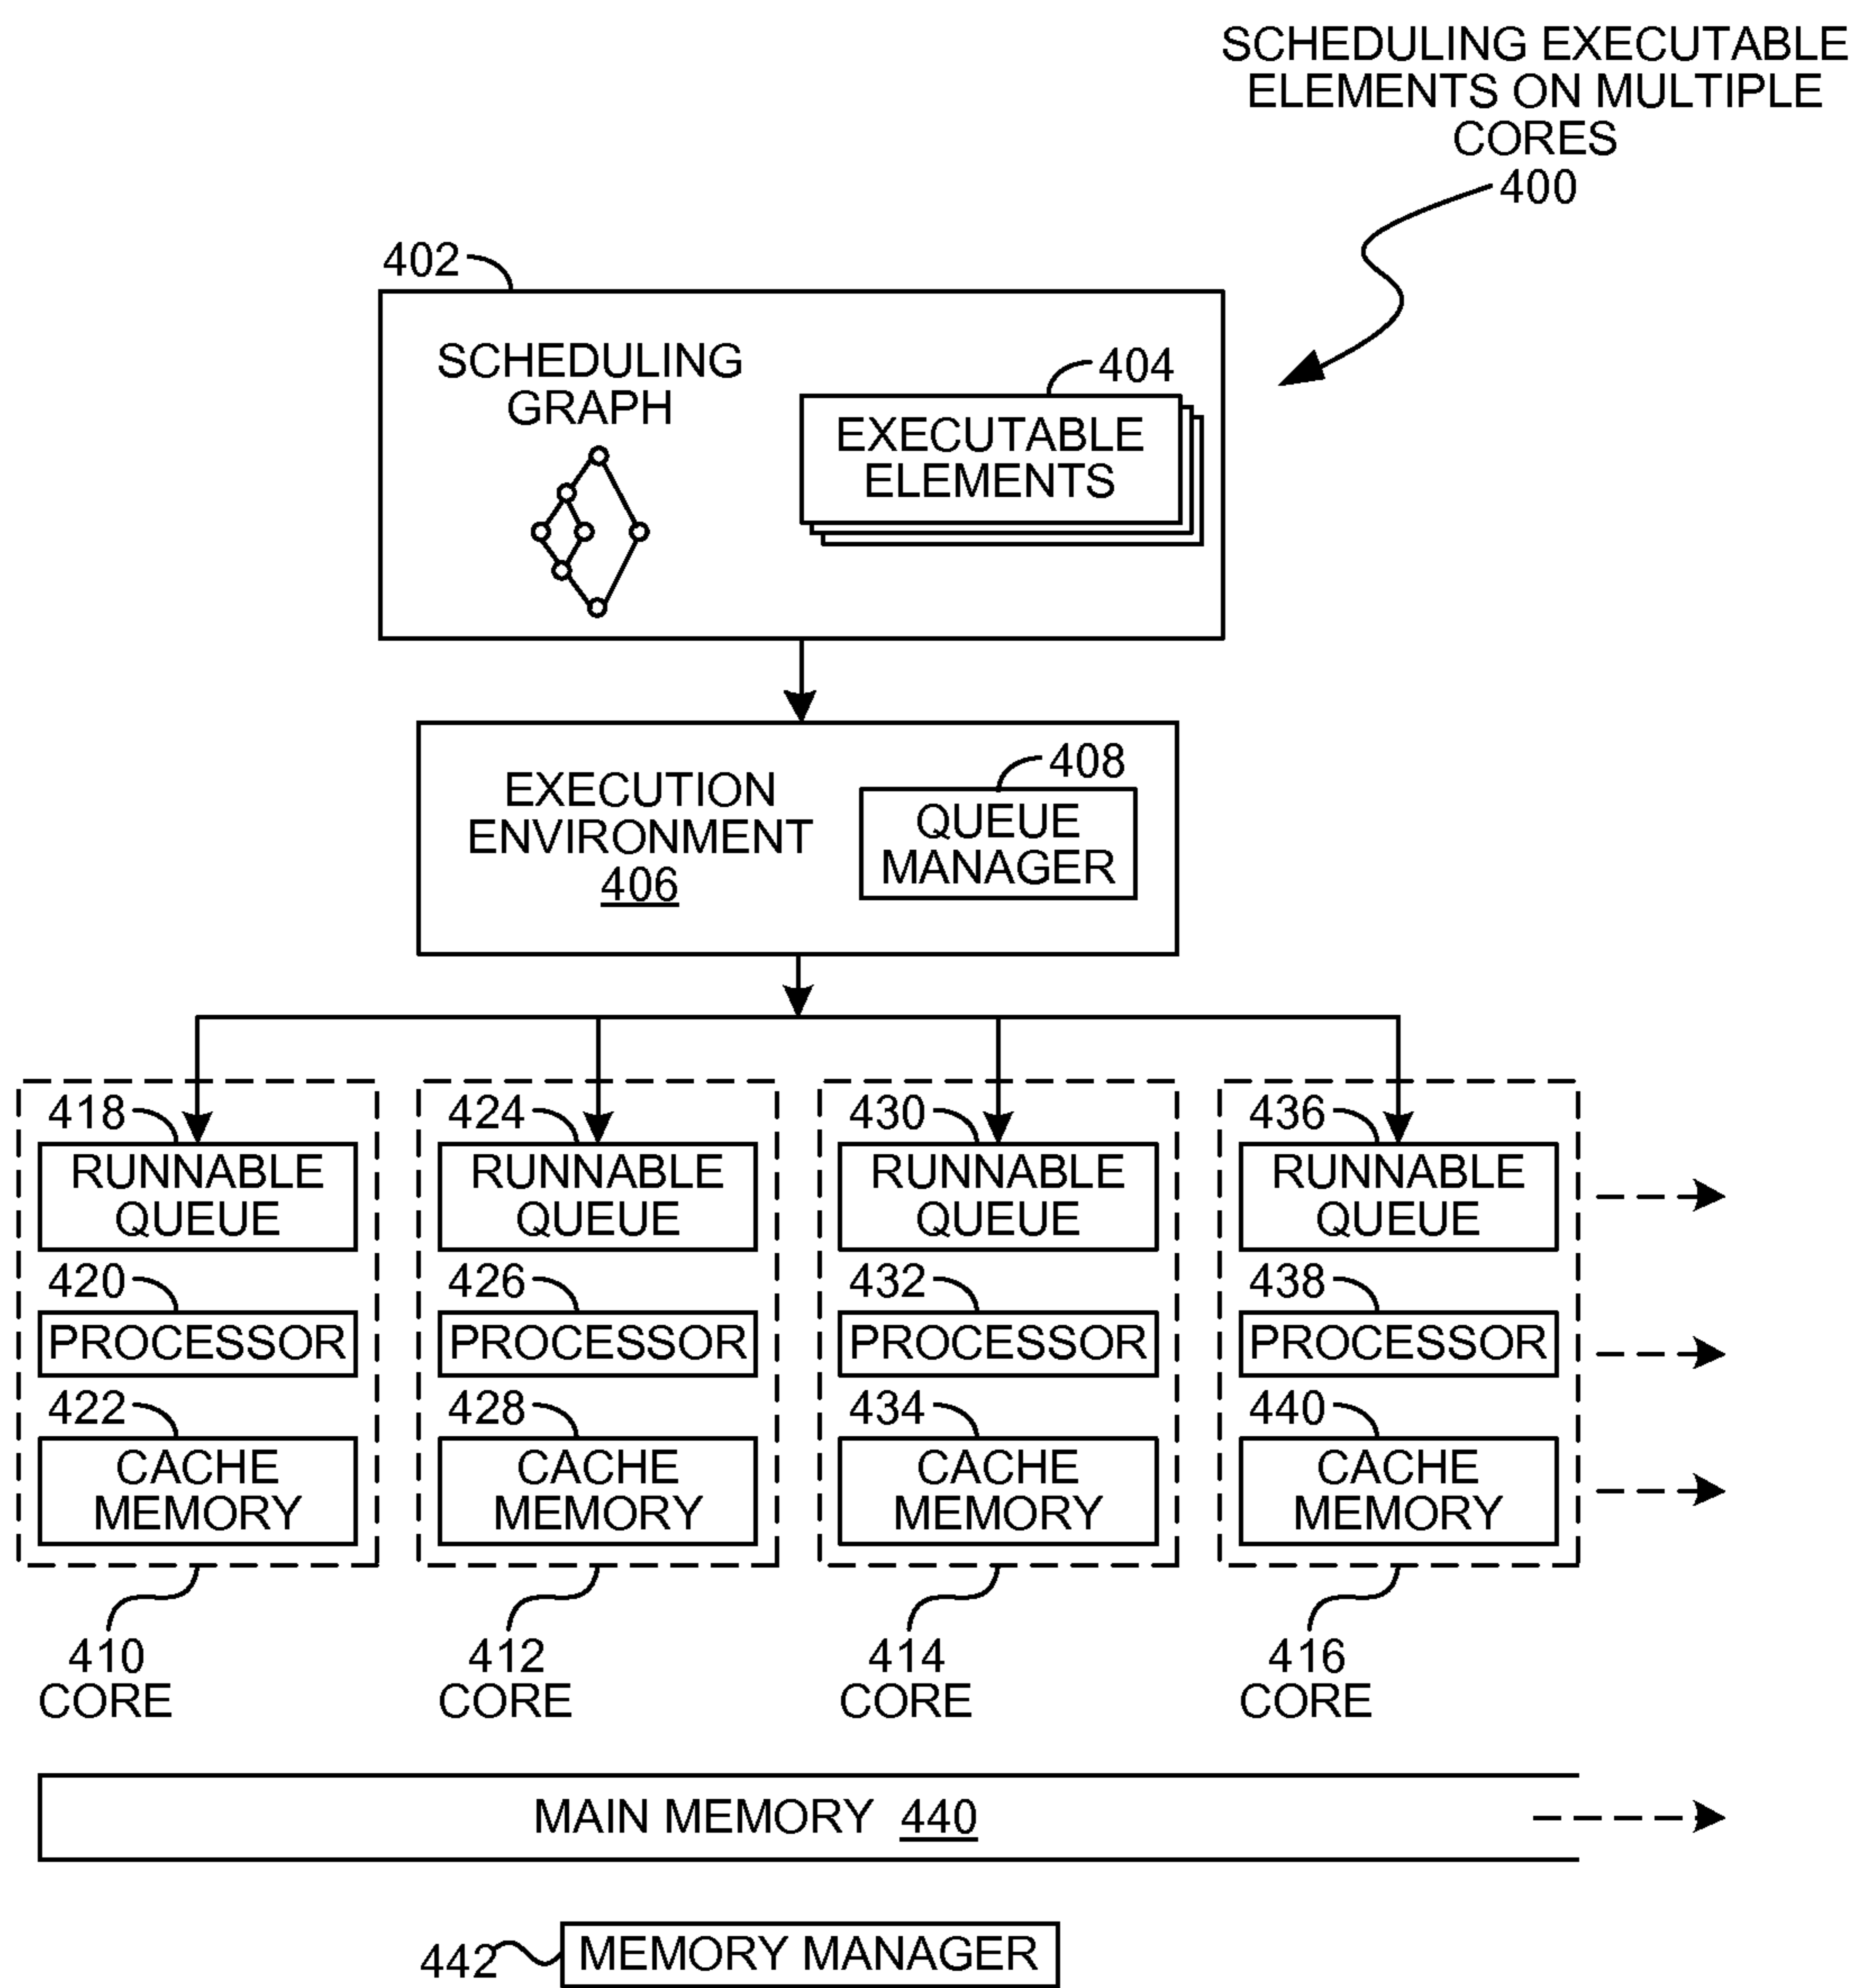 SCHEDULING EXECUTABLE
ELEMENTS ON MULTIPLE
CORES
400
402
SCHEDULING
GRAPH
404
EXECUTABLE
ELEMENTS
EXECUTION
ENVIRONMENT
406
408
QUEUE
MANAGER
418
RUNNABLE
QUEUE
420
PROCESSOR
422
CACHE
MEMORY
410
CORE
424
RUNNABLE
QUEUE
426
PROCESSOR
428
CACHE
MEMORY
412
CORE
430
RUNNABLE
QUEUE
432
PROCESSOR
434
CACHE
MEMORY
414
CORE
436
RUNNABLE
QUEUE
438
PROCESSOR
440
CACHE
MEMORY
416
CORE
MAIN MEMORY 440
442
MEMORY MANAGER